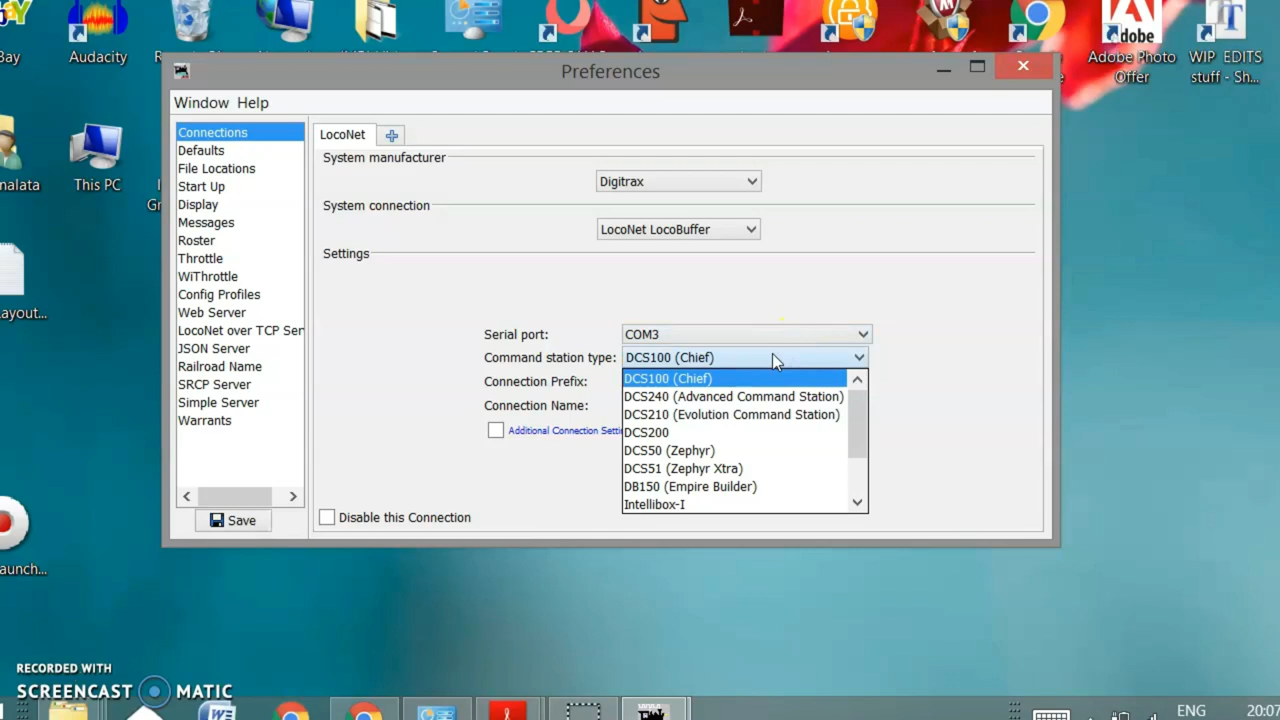 Bay
Audacity
Adobe Photo
Offer
WIP EDITS
stuff - Sh...
Adobe
nalata
This PC
ayout...
aunch...
Preferences
Window Help
Connections
Defaults
File Locations
Start Up
Display
Messages
Roster
Throttle
WiThrottle
Config Profiles
Web Server
LocoNet over TCP Ser
JSON Server
Railroad Name
SRCP Server
Simple Server
Warrants
Save
LocoNet
System manufacturer
Digitrax
System connection
LocoNet LocoBuffer
Settings
Serial port: COM3
Command station type: DCS100 (Chief)
DCS100 (Chief)
DCS240 (Advanced Command Station)
DCS210 (Evolution Command Station)
DCS200
DCS50 (Zephyr)
DCS51 (Zephyr Xtra)
DB150 (Empire Builder)
Intellibox-I
Connection Prefix:
Connection Name:
Additional Connection Setti
Disable this Connection
RECORDED WITH
SCREENCAST MATIC
ENG
20:07